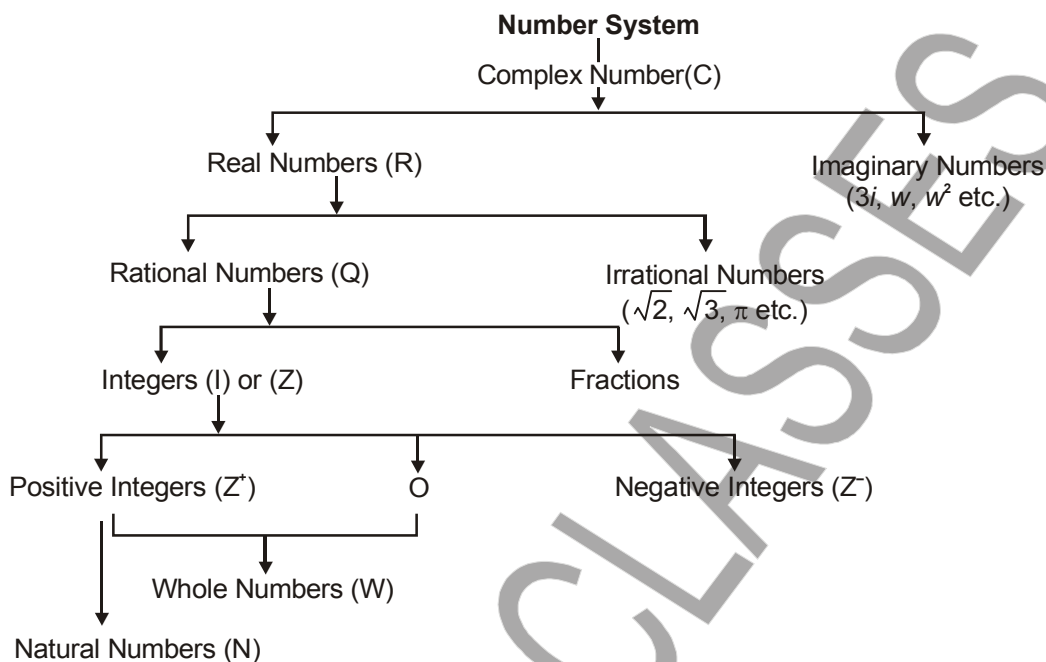 Number System
Complex Number(C)
Real Numbers (R)
Imaginary Numbers
(3i, w, w² etc.)
Rational Numbers (Q)
Irrational Numbers
(√2, √3, π etc.)
Integers (I) or (Z)
Fractions
Positive Integers (Z⁺)
O
Negative Integers (Z⁻)
Whole Numbers (W)
Natural Numbers (N)
CLASSES